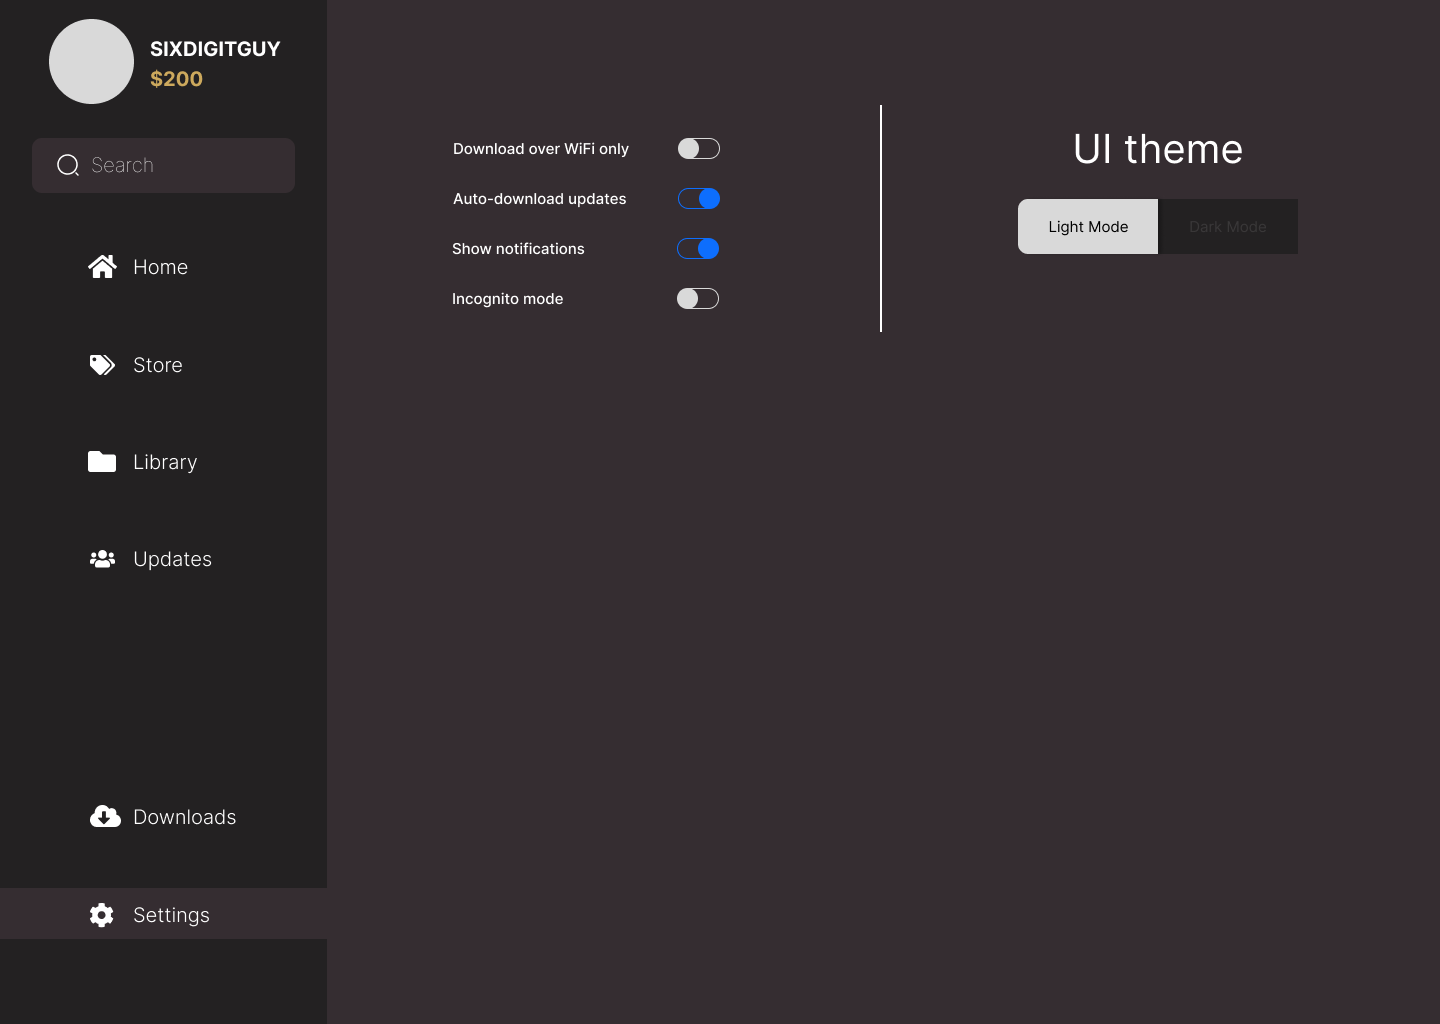 SIXDIGITGUY
$200
Search
Home
Store
Library
Updates
Downloads
Settings
Download over WiFi only
Auto-download updates
Show notifications
Incognito mode
UI theme
Light Mode
Dark Mode